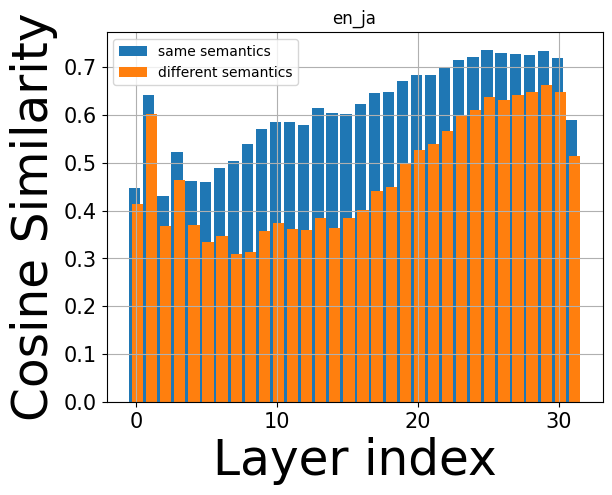 en_ja
same semantics
different semantics
Cosine Similarity
0.7
0.6
0.5
0.4
0.3
0.2
0.1
0.0
0 10 20 30
Layer index